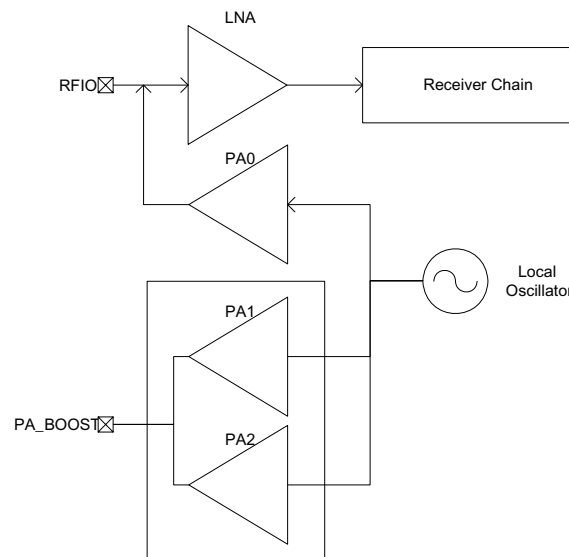 LNA
RFIO
Receiver Chain
PA0
Local
Oscillator
PA1
PA_BOOST
PA2